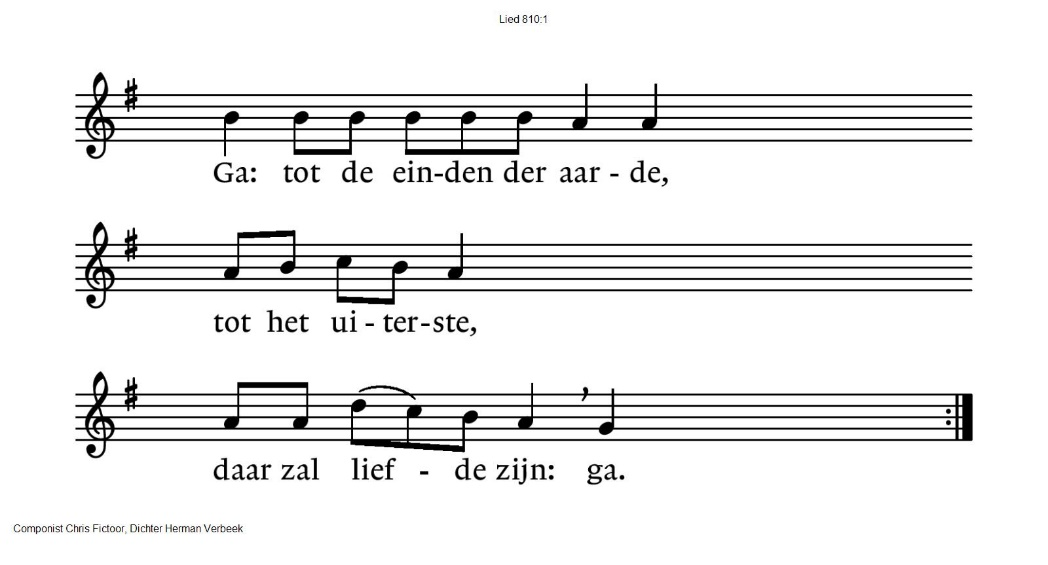 Lied 810:1
Ga: tot de ein-den der aar - de,
tot het ui - ter-ste,
daar zal lief - de zijn: ga.
Componist Chris Fictoor, Dichter Herman Verbeek